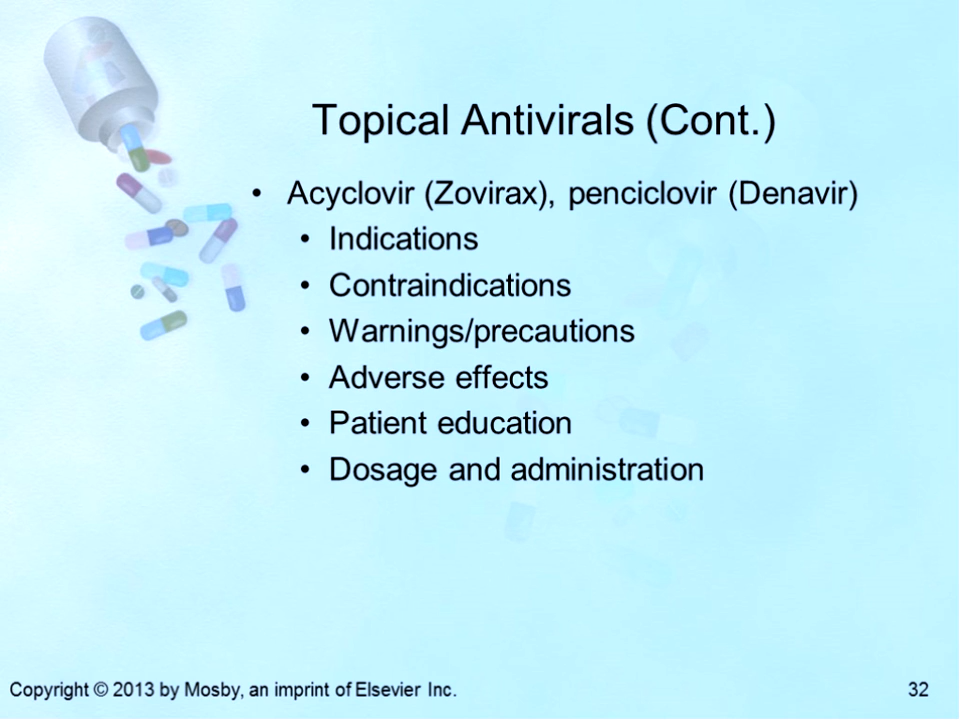 Topical Antivirals (Cont.)
• Acyclovir (Zovirax), penciclovir (Denavir)
• Indications
• Contraindications
• Warnings/precautions
• Adverse effects
• Patient education
• Dosage and administration
Copyright © 2013 by Mosby, an imprint of Elsevier Inc.
32